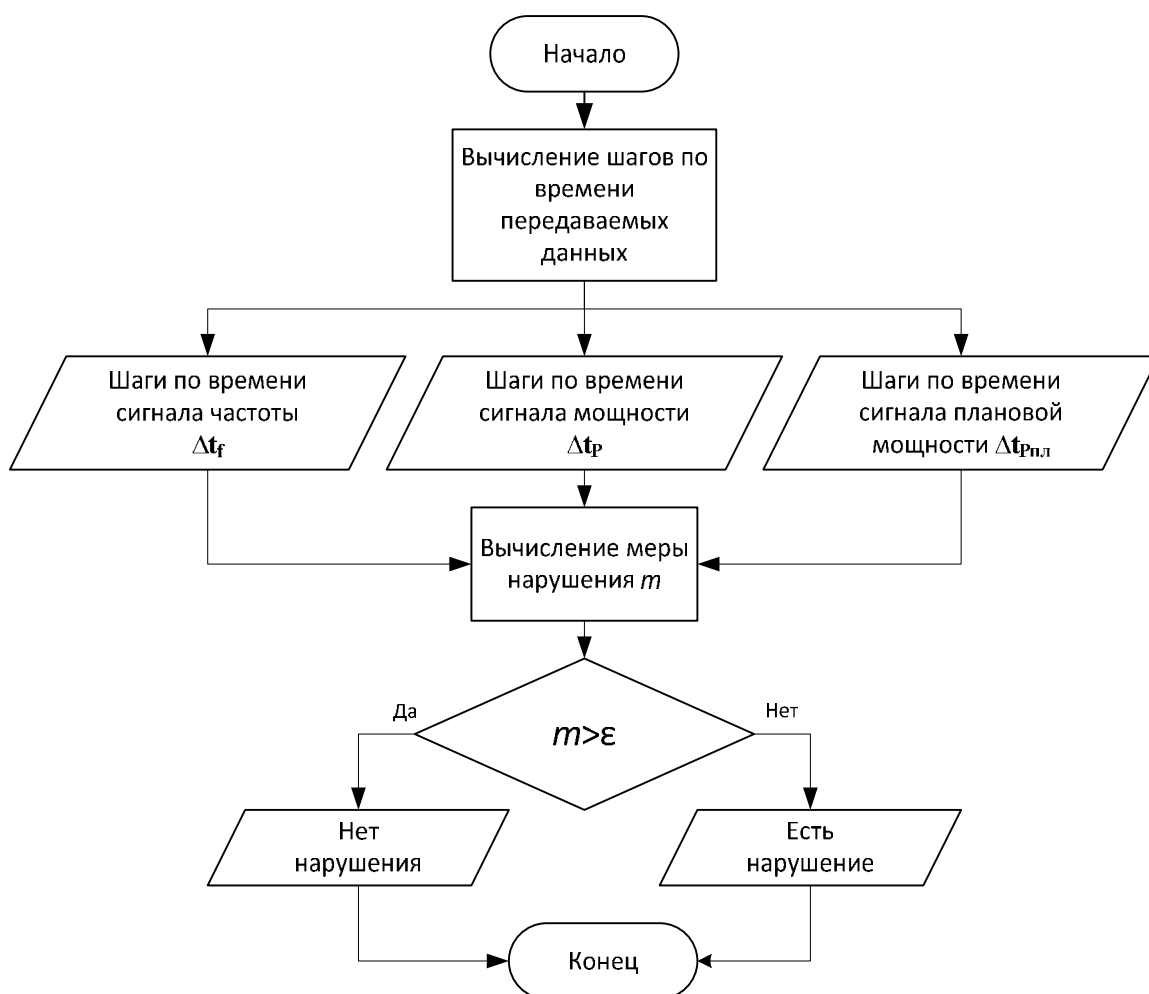 Начало
Вычисление шагов по
времени
передаваемых
данных
Шаги по времени
сигнала частоты
Δtf
Шаги по времени
сигнала мощности
ΔtP
Шаги по времени
сигнала плановой
мощности ΔtPпл
Вычисление меры
нарушения m
Да
m>ε
Нет
Нет
нарушения
Есть
нарушение
Конец